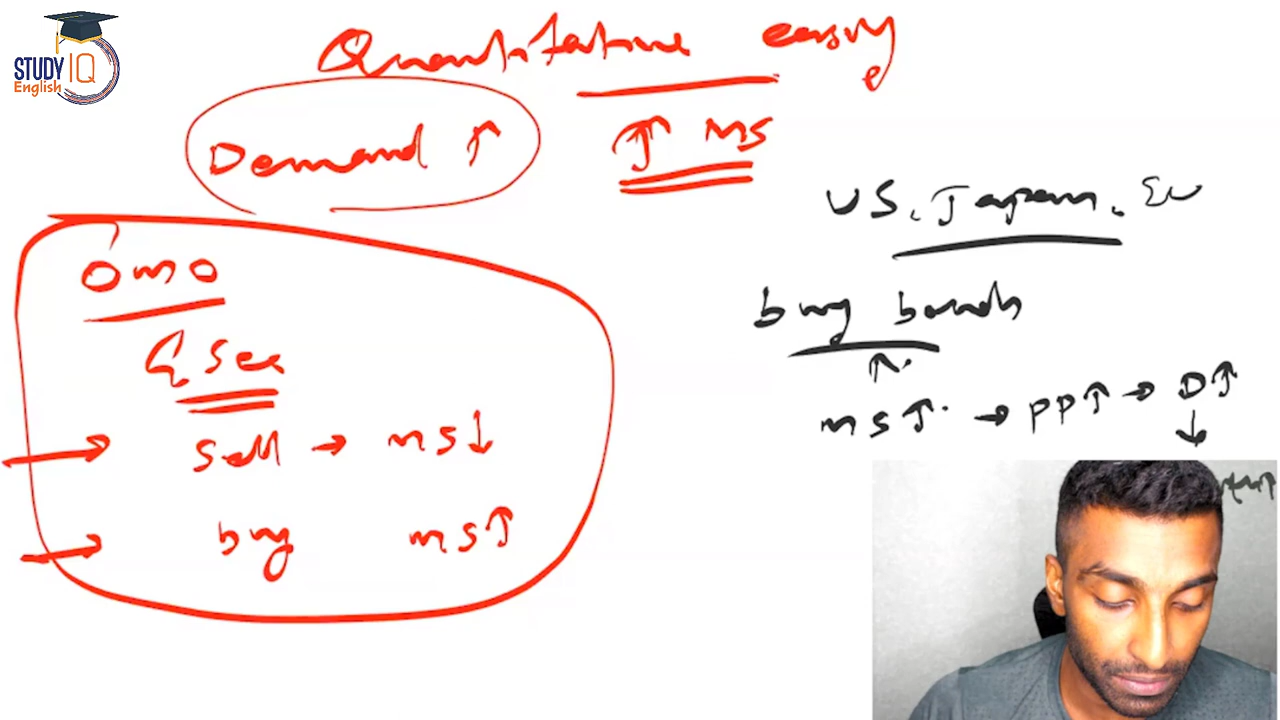 STUDY IQ
English
Quantitative easing
Demand ↑
↑↑ MS
US, Japan, EU
OMO
buy bonds
G Sec
↑
MS↑ → PP↑ → D↑
↓
→ Sell → MS↓
→ buy MS↑